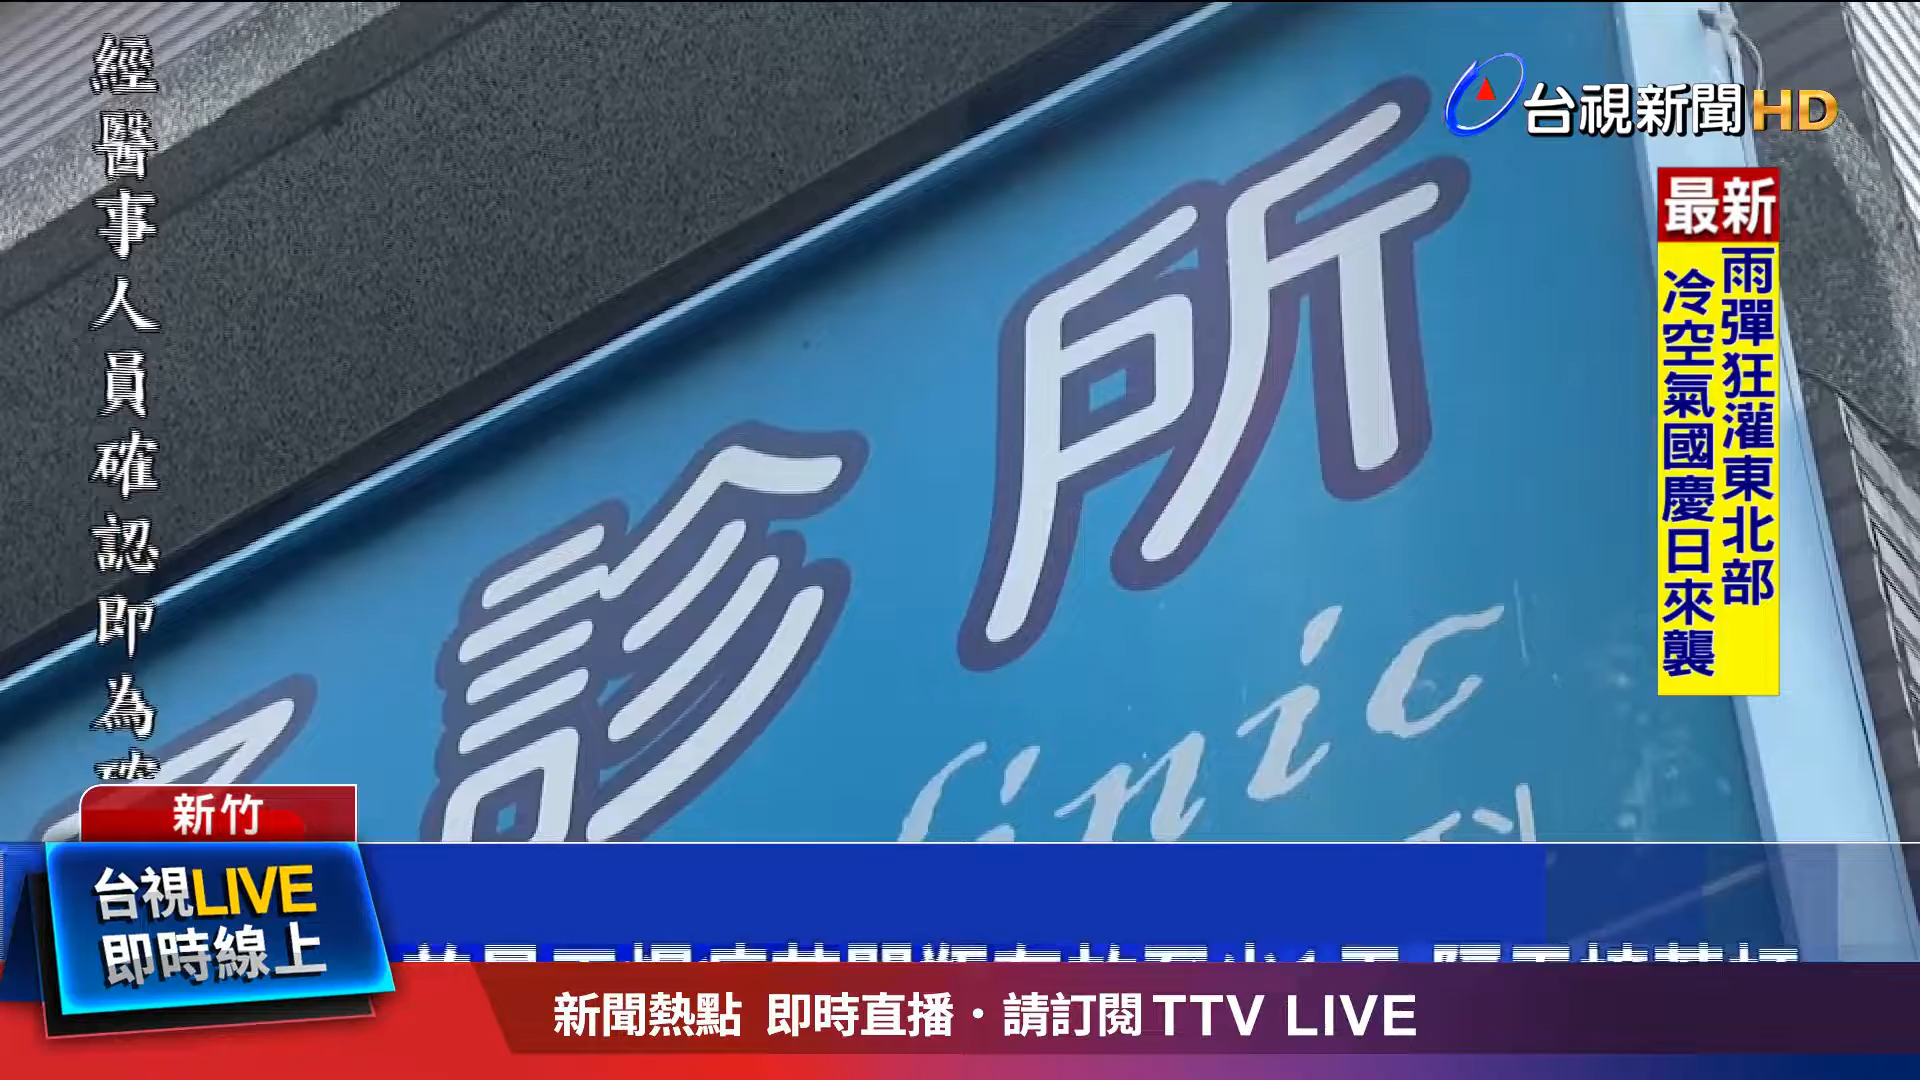 經醫事人員確認即為確
台視新聞HD
最新
雨彈狂灌東北部
冷空氣國慶日來襲
診所
linic
新竹
台視LIVE
即時線上
新聞熱點 即時直播・請訂閱TTV LIVE